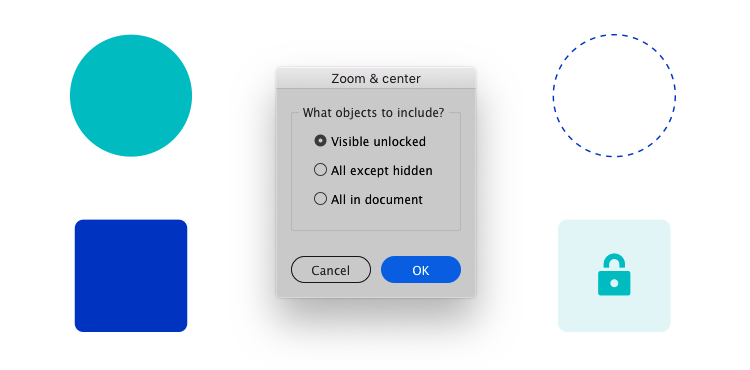 Zoom & center
What objects to include?
Visible unlocked
All except hidden
All in document
Cancel
OK